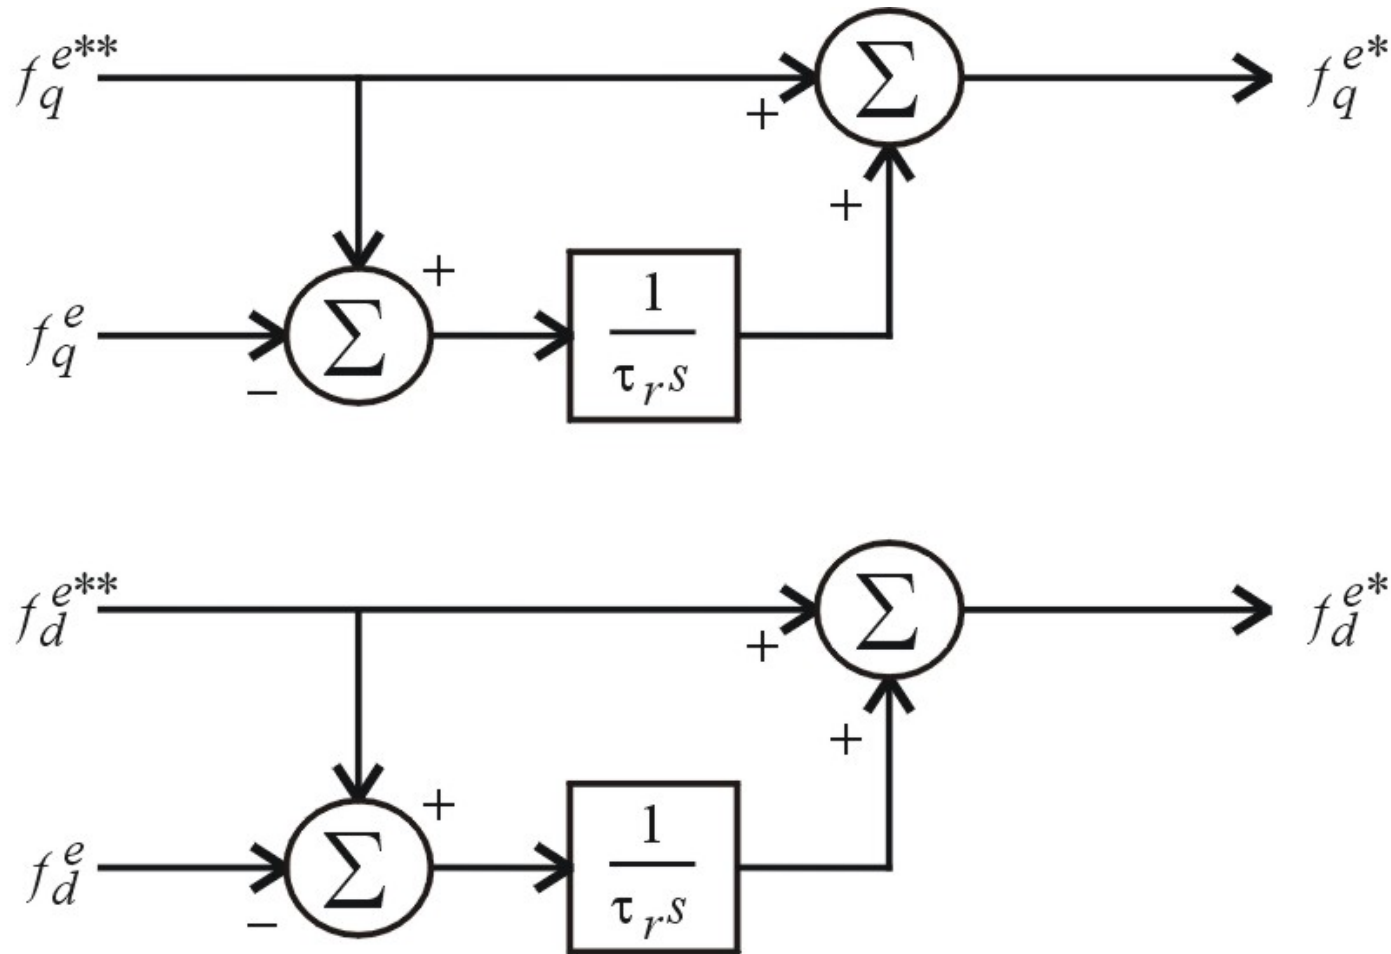 f_q^{e**} + Σ f_q^{e*}
+
+
f_q^e − Σ 1/(τ_r s)
f_d^{e**} + Σ f_d^{e*}
+
+
f_d^e − Σ 1/(τ_r s)